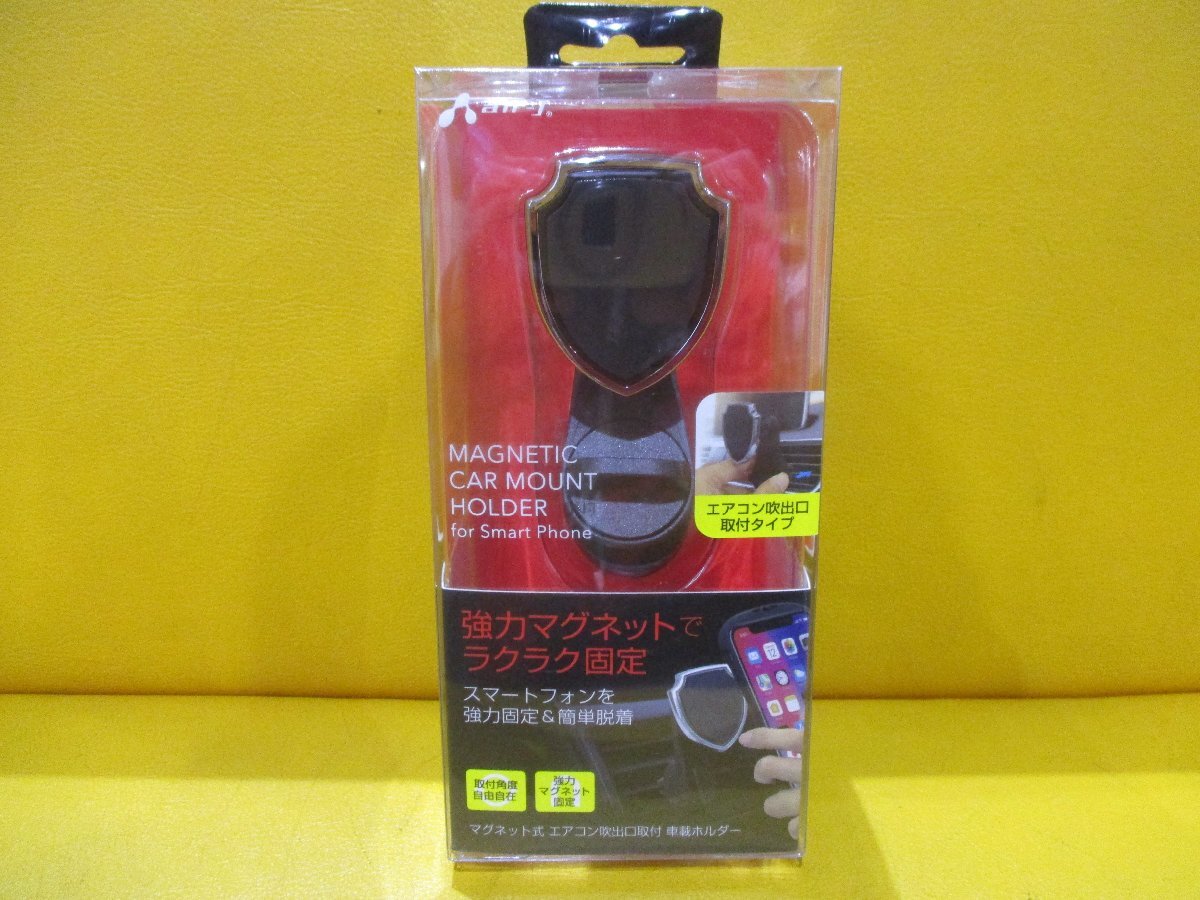 air-J®
MAGNETIC
CAR MOUNT
HOLDER
for Smart Phone
エアコン吹出口
取付タイプ
強力マグネットで
ラクラク固定
スマートフォンを
強力固定&簡単脱着
取付角度
自由自在
強力
マグネット
固定
マグネット式 エアコン吹出口取付 車載ホルダー